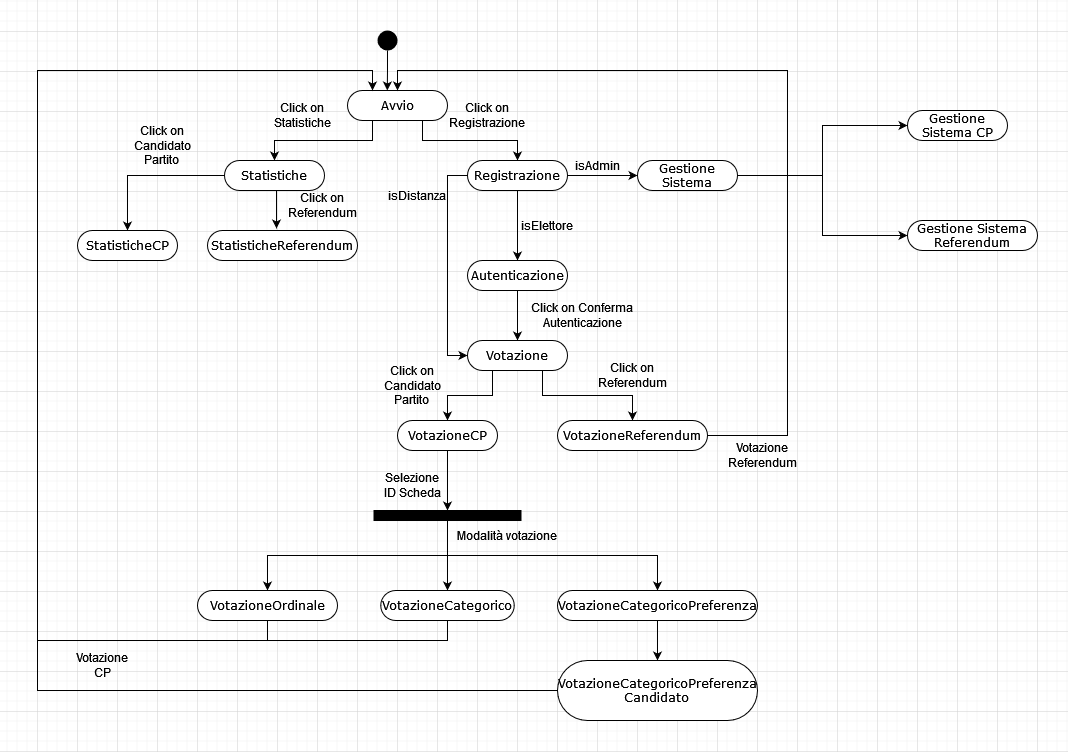 Avvio
Click on
Statistiche
Click on
Registrazione
Click on
Candidato
Partito
Statistiche
Registrazione
isAdmin
Gestione
Sistema
Gestione
Sistema CP
Click on
Referendum
isDistanza
isElettore
StatisticheCP
StatisticheReferendum
Gestione Sistema
Referendum
Autenticazione
Click on Conferma
Autenticazione
Votazione
Click on
Candidato
Partito
Click on
Referendum
VotazioneCP
VotazioneReferendum
Votazione
Referendum
Selezione
ID Scheda
Modalità votazione
VotazioneOrdinale
VotazioneCategorico
VotazioneCategoricoPreferenza
Votazione
CP
VotazioneCategoricoPreferenza
Candidato